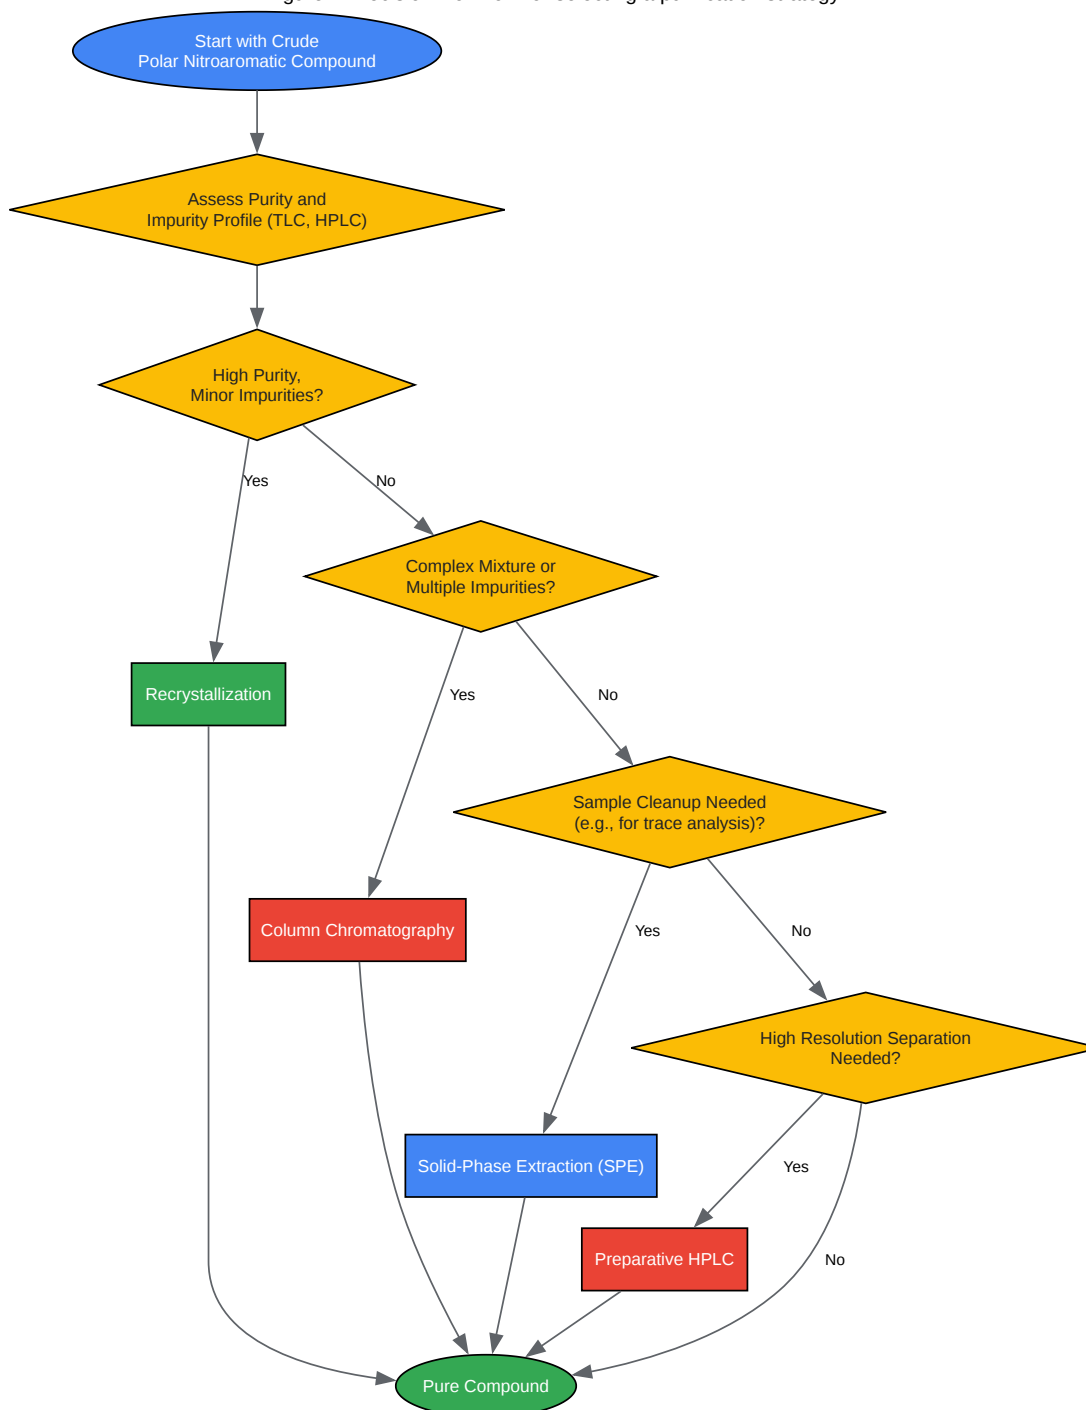 Start with Crude
Polar Nitroaromatic Compound
Assess Purity and
Impurity Profile (TLC, HPLC)
High Purity,
Minor Impurities?
Yes
No
Complex Mixture or
Multiple Impurities?
Recrystallization
Yes
No
Sample Cleanup Needed
(e.g., for trace analysis)?
Column Chromatography
Yes
No
High Resolution Separation
Needed?
Solid-Phase Extraction (SPE)
Yes
Preparative HPLC
No
Pure Compound